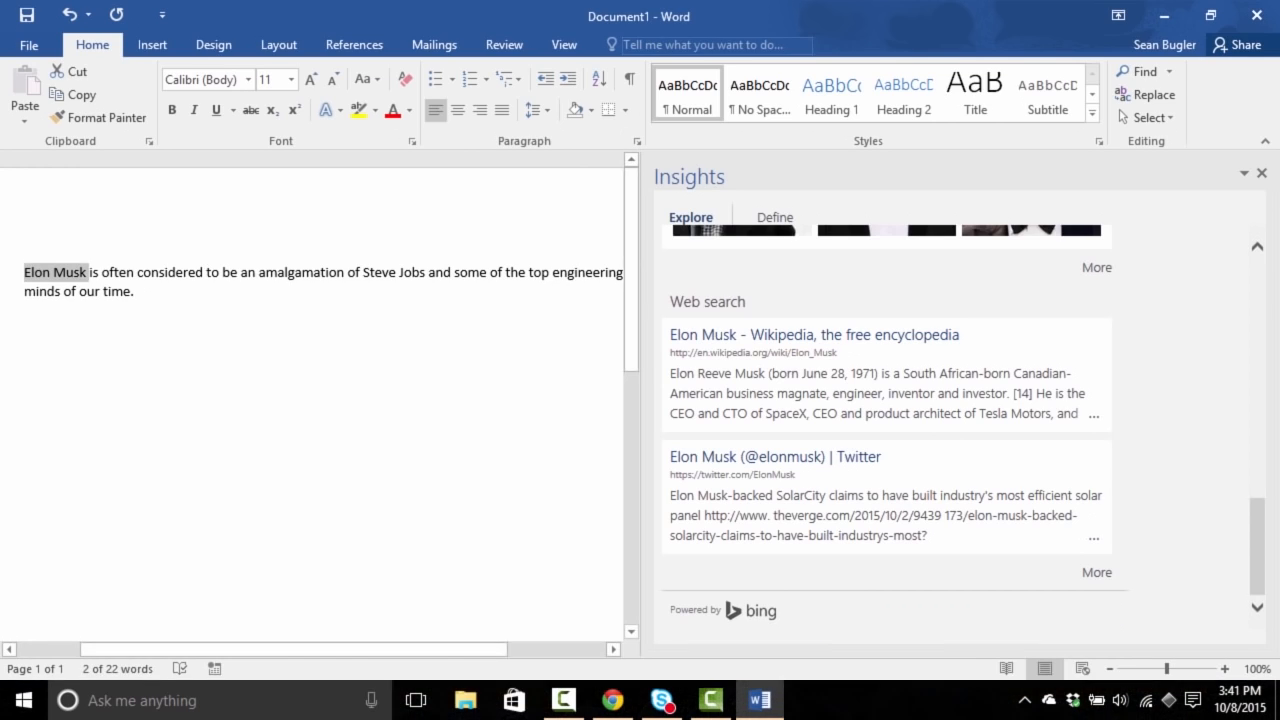 Document1 - Word
File Home Insert Design Layout References Mailings Review View Tell me what you want to do... Sean Bugler Share
Paste
Cut
Copy
Format Painter
Clipboard
Calibri (Body) 11 Aa
B I U abc x₂ x² A A
Font
Paragraph
AaBbCcDc AaBbCcDc AaBbCc AaBbCcD AaB AaBbCcD
¶ Normal ¶ No Spac... Heading 1 Heading 2 Title Subtitle
Styles
Find
Replace
Select
Editing
Elon Musk is often considered to be an amalgamation of Steve Jobs and some of the top engineering
minds of our time.
Insights
Explore Define
More
Web search
Elon Musk - Wikipedia, the free encyclopedia
http://en.wikipedia.org/wiki/Elon_Musk
Elon Reeve Musk (born June 28, 1971) is a South African-born Canadian-
American business magnate, engineer, inventor and investor. [14] He is the
CEO and CTO of SpaceX, CEO and product architect of Tesla Motors, and ...
Elon Musk (@elonmusk) | Twitter
https://twitter.com/ElonMusk
Elon Musk-backed SolarCity claims to have built industry's most efficient solar
panel http://www. theverge.com/2015/10/2/9439 173/elon-musk-backed-
solarcity-claims-to-have-built-industrys-most? ...
More
Powered by bing
Page 1 of 1 2 of 22 words 100%
Ask me anything
3:41 PM
10/8/2015